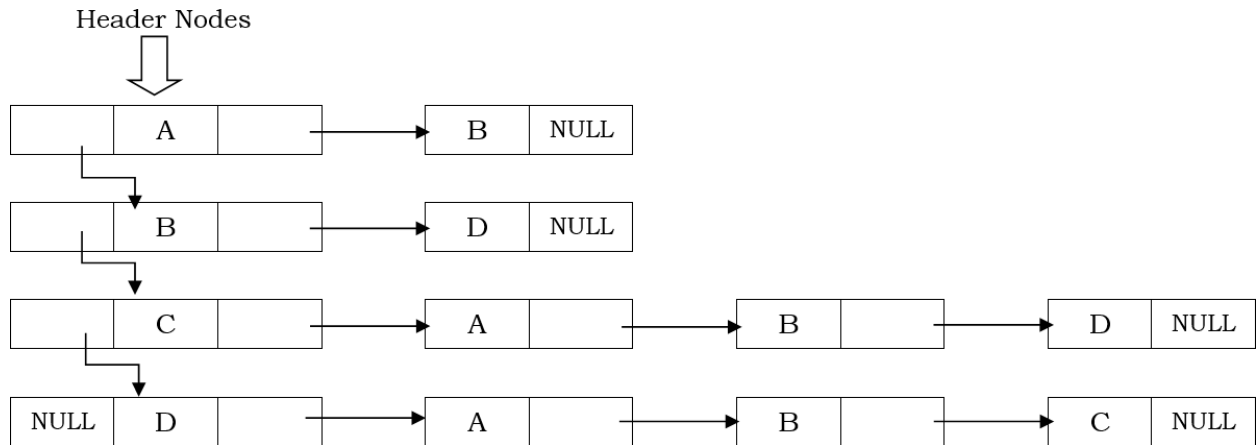 Header Nodes
A B NULL
B D NULL
C A B D NULL
NULL D A B C NULL